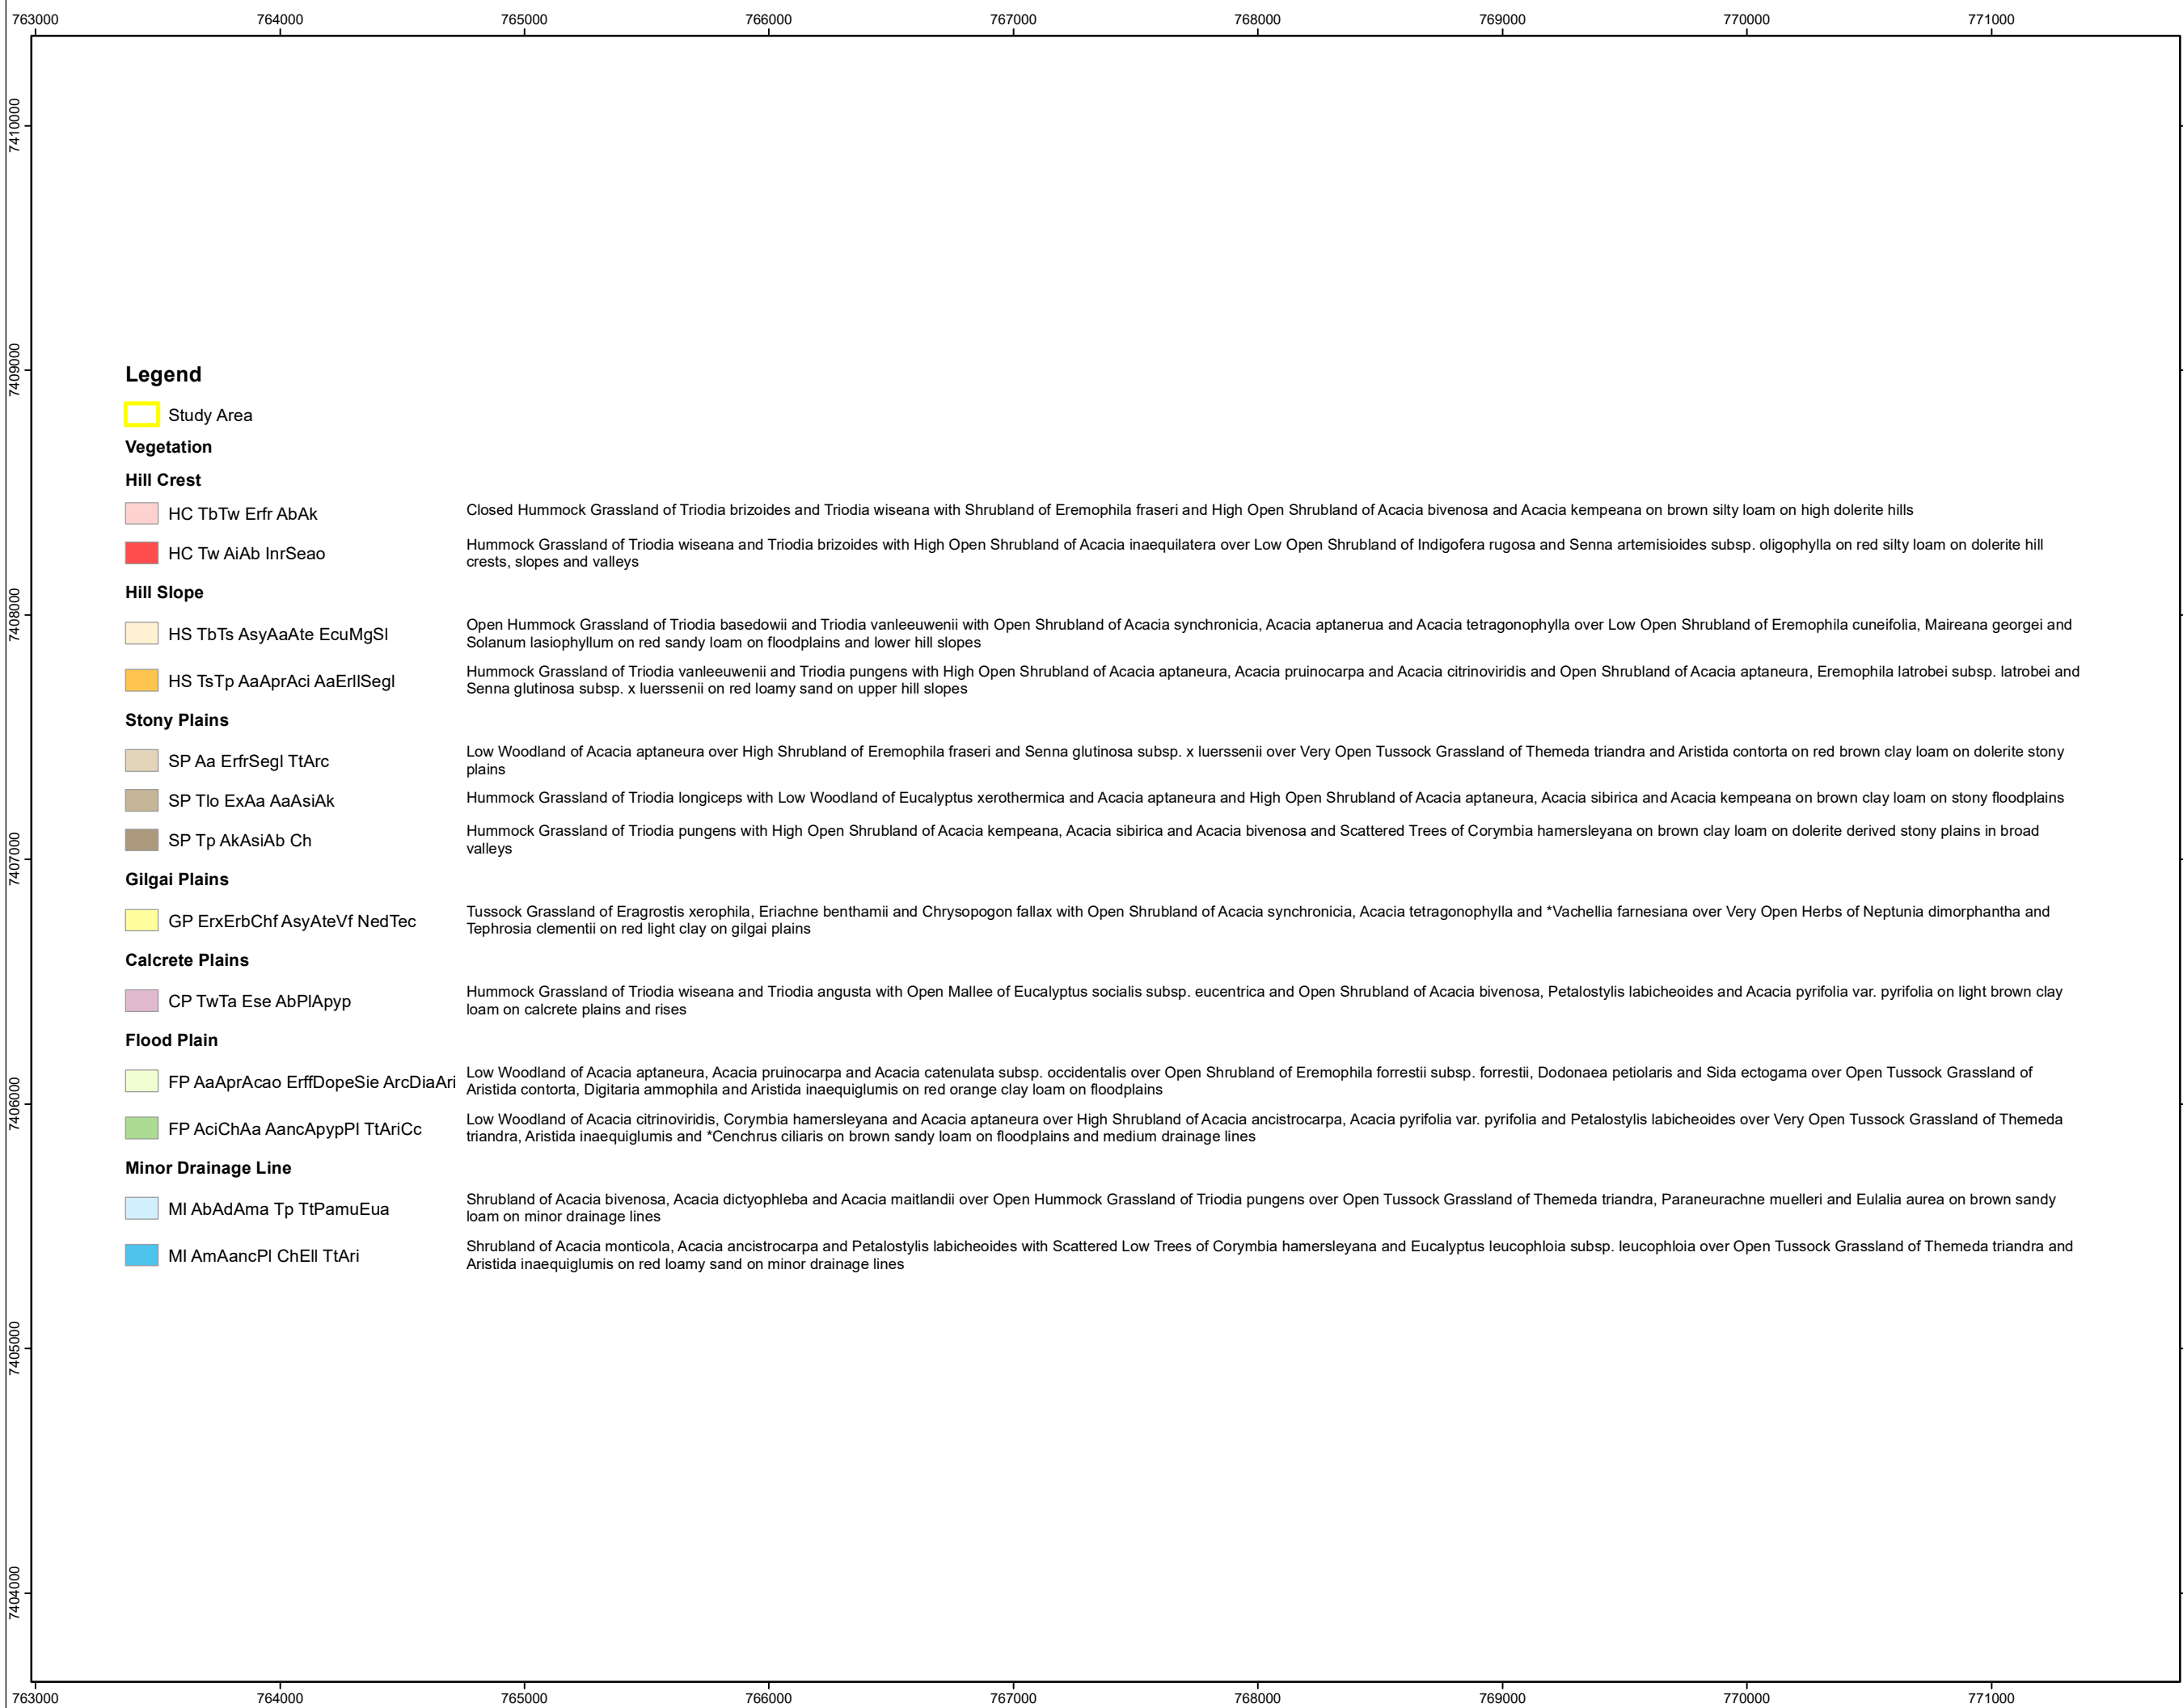 763000 764000 765000 766000 767000 768000 769000 770000 771000
7410000
7409000
7408000
7407000
7406000
7405000
7404000
Legend
Study Area
Vegetation
Hill Crest
HC TbTw Erfr AbAk
Closed Hummock Grassland of Triodia brizoides and Triodia wiseana with Shrubland of Eremophila fraseri and High Open Shrubland of Acacia bivenosa and Acacia kempeana on brown silty loam on high dolerite hills
HC Tw AiAb InrSeao
Hummock Grassland of Triodia wiseana and Triodia brizoides with High Open Shrubland of Acacia inaequilatera over Low Open Shrubland of Indigofera rugosa and Senna artemisioides subsp. oligophylla on red silty loam on dolerite hill
crests, slopes and valleys
Hill Slope
HS TbTs AsyAaAte EcuMgSl
Open Hummock Grassland of Triodia basedowii and Triodia vanleeuwenii with Open Shrubland of Acacia synchronicia, Acacia aptanerua and Acacia tetragonophylla over Low Open Shrubland of Eremophila cuneifolia, Maireana georgei and
Solanum lasiophyllum on red sandy loam on floodplains and lower hill slopes
HS TsTp AaAprAci AaErllSegl
Hummock Grassland of Triodia vanleeuwenii and Triodia pungens with High Open Shrubland of Acacia aptaneura, Acacia pruinocarpa and Acacia citrinoviridis and Open Shrubland of Acacia aptaneura, Eremophila latrobei subsp. latrobei and
Senna glutinosa subsp. x luerssenii on red loamy sand on upper hill slopes
Stony Plains
SP Aa ErfrSegl TtArc
Low Woodland of Acacia aptaneura over High Shrubland of Eremophila fraseri and Senna glutinosa subsp. x luerssenii over Very Open Tussock Grassland of Themeda triandra and Aristida contorta on red brown clay loam on dolerite stony
plains
SP Tlo ExAa AaAsiAk
Hummock Grassland of Triodia longiceps with Low Woodland of Eucalyptus xerothermica and Acacia aptaneura and High Open Shrubland of Acacia aptaneura, Acacia sibirica and Acacia kempeana on brown clay loam on stony floodplains
SP Tp AkAsiAb Ch
Hummock Grassland of Triodia pungens with High Open Shrubland of Acacia kempeana, Acacia sibirica and Acacia bivenosa and Scattered Trees of Corymbia hamersleyana on brown clay loam on dolerite derived stony plains in broad
valleys
Gilgai Plains
GP ErxErbChf AsyAteVf NedTec
Tussock Grassland of Eragrostis xerophila, Eriachne benthamii and Chrysopogon fallax with Open Shrubland of Acacia synchronicia, Acacia tetragonophylla and *Vachellia farnesiana over Very Open Herbs of Neptunia dimorphantha and
Tephrosia clementii on red light clay on gilgai plains
Calcrete Plains
CP TwTa Ese AbPlApyp
Hummock Grassland of Triodia wiseana and Triodia angusta with Open Mallee of Eucalyptus socialis subsp. eucentrica and Open Shrubland of Acacia bivenosa, Petalostylis labicheoides and Acacia pyrifolia var. pyrifolia on light brown clay
loam on calcrete plains and rises
Flood Plain
FP AaAprAcao ErffDopeSie ArcDiaAri
Low Woodland of Acacia aptaneura, Acacia pruinocarpa and Acacia catenulata subsp. occidentalis over Open Shrubland of Eremophila forrestii subsp. forrestii, Dodonaea petiolaris and Sida ectogama over Open Tussock Grassland of
Aristida contorta, Digitaria ammophila and Aristida inaequiglumis on red orange clay loam on floodplains
FP AciChAa AancApypPl TtAriCc
Low Woodland of Acacia citrinoviridis, Corymbia hamersleyana and Acacia aptaneura over High Shrubland of Acacia ancistrocarpa, Acacia pyrifolia var. pyrifolia and Petalostylis labicheoides over Very Open Tussock Grassland of Themeda
triandra, Aristida inaequiglumis and *Cenchrus ciliaris on brown sandy loam on floodplains and medium drainage lines
Minor Drainage Line
MI AbAdAma Tp TtPamuEua
Shrubland of Acacia bivenosa, Acacia dictyophleba and Acacia maitlandii over Open Hummock Grassland of Triodia pungens over Open Tussock Grassland of Themeda triandra, Paraneurachne muelleri and Eulalia aurea on brown sandy
loam on minor drainage lines
MI AmAancPl ChEll TtAri
Shrubland of Acacia monticola, Acacia ancistrocarpa and Petalostylis labicheoides with Scattered Low Trees of Corymbia hamersleyana and Eucalyptus leucophloia subsp. leucophloia over Open Tussock Grassland of Themeda triandra and
Aristida inaequiglumis on red loamy sand on minor drainage lines
763000 764000 765000 766000 767000 768000 769000 770000 771000